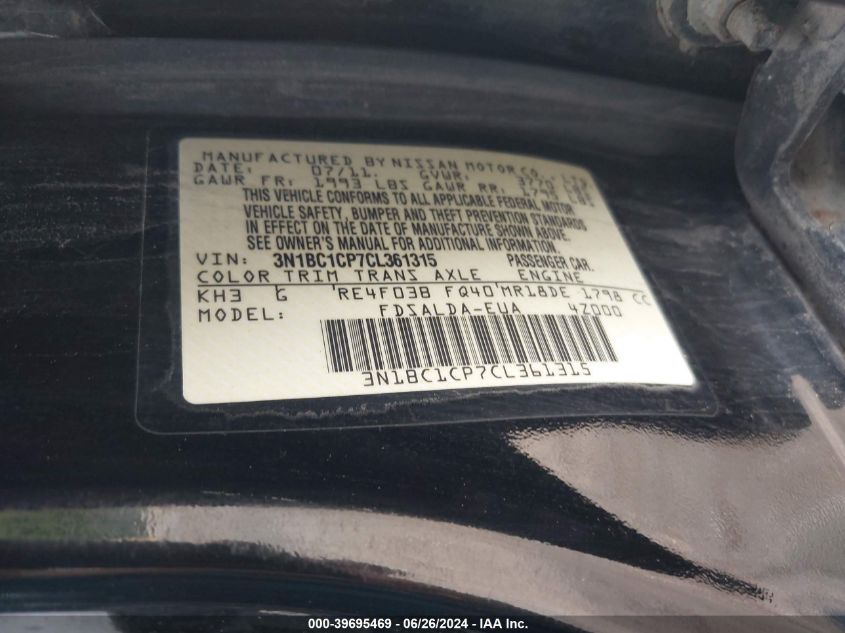 MANUFACTURED BY NISSAN MOTOR CO., LTD
DATE: 07/11. GVWR: 3770 LBS
GAWR FR: 1993 LBS GAWR RR:
THIS VEHICLE CONFORMS TO ALL APPLICABLE FEDERAL MOTOR
VEHICLE SAFETY, BUMPER AND THEFT PREVENTION STANDARDS
IN EFFECT ON THE DATE OF MANUFACTURE SHOWN ABOVE.
SEE OWNER'S MANUAL FOR ADDITIONAL INFORMATION.
VIN: 3N1BC1CP7CL361315 PASSENGER CAR.
COLOR TRIM TRANS AXLE ENGINE
KH3 G 'RE4F03B FQ40'MR18DE 1798 CC
MODEL: FDSALDA-EUA 4Z000
3N1BC1CP7CL361315
000-39695469 - 06/26/2024 - IAA Inc.